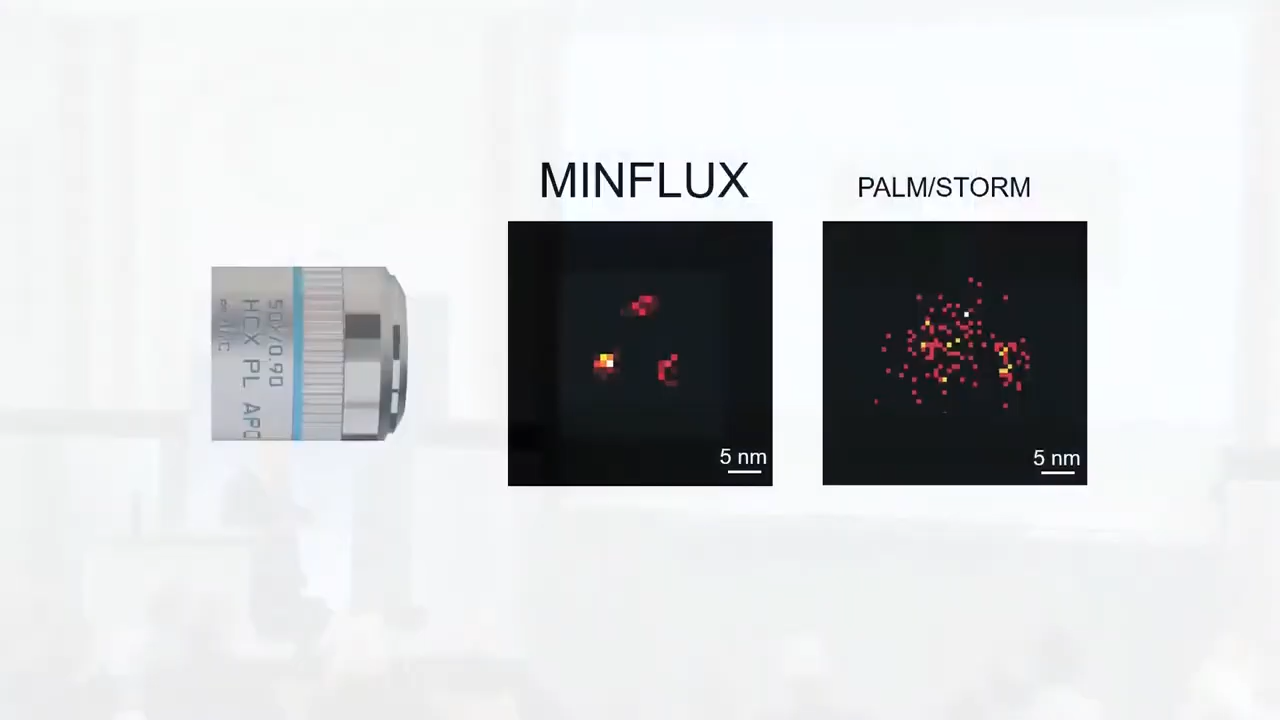 MINFLUX
PALM/STORM
50X/0.90
HCX PL APO
5 nm
5 nm